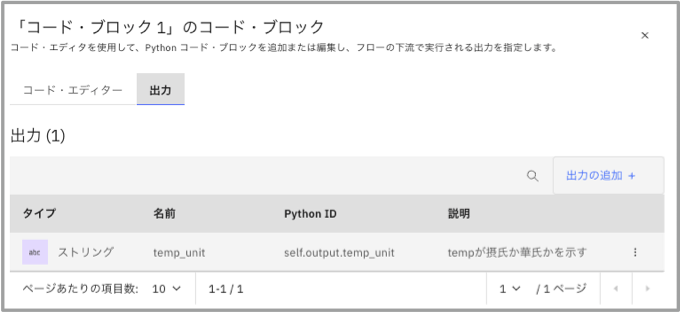 「コード・ブロック 1」のコード・ブロック
コード・エディタを使用して、Python コード・ブロックを追加または編集し、フローの下流で実行される出力を指定します。
コード・エディター 出力
出力 (1)
出力の追加 +
タイプ 名前 Python ID 説明
abc ストリング temp_unit self.output.temp_unit tempが摂氏か華氏かを示す
ページあたりの項目数: 10 1-1 / 1 1 / 1 ページ